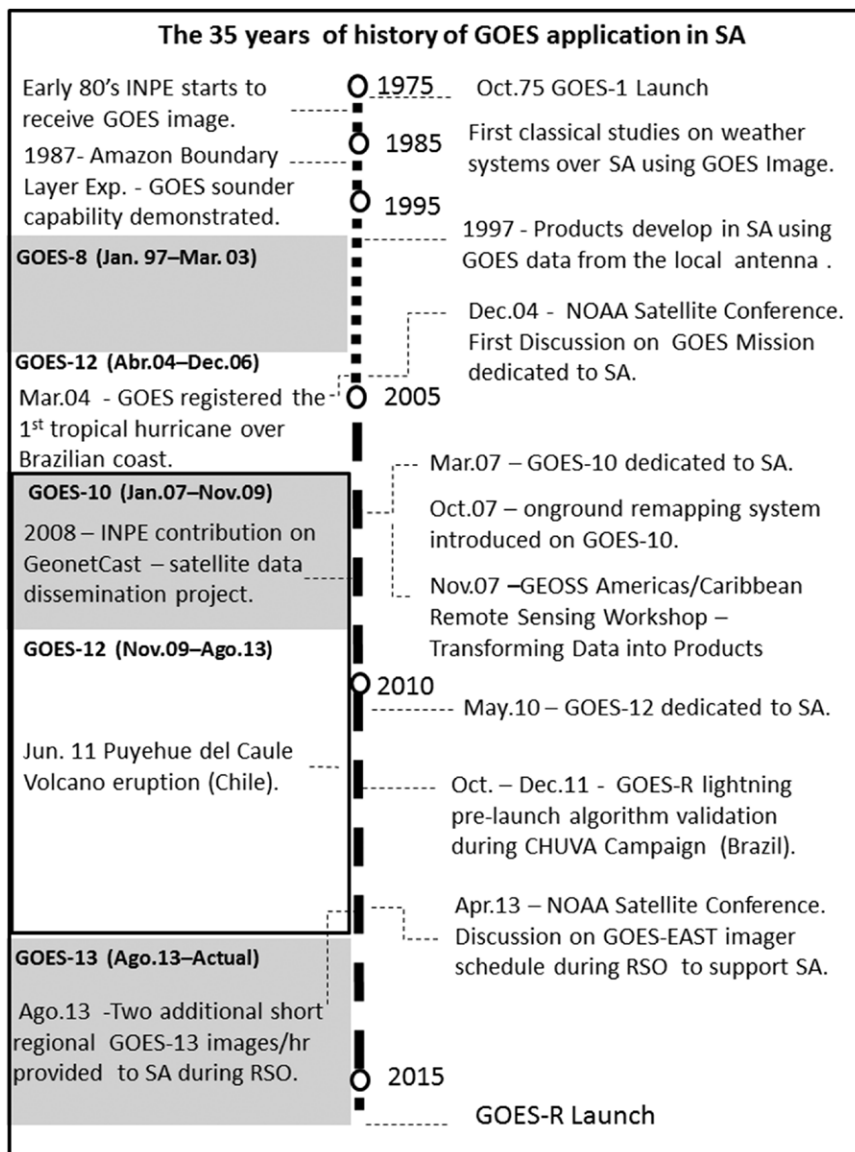 The 35 years of history of GOES application in SA
Early 80's INPE starts to
receive GOES image.
1975
Oct.75 GOES-1 Launch
1987- Amazon Boundary
Layer Exp. - GOES sounder
capability demonstrated.
1985
First classical studies on weather
systems over SA using GOES Image.
1995
GOES-8 (Jan. 97–Mar. 03)
1997 - Products develop in SA using
GOES data from the local antenna .
Dec.04 - NOAA Satellite Conference.
First Discussion on GOES Mission
dedicated to SA.
GOES-12 (Abr.04–Dec.06)
Mar.04 - GOES registered the
1st tropical hurricane over
Brazilian coast.
2005
Mar.07 – GOES-10 dedicated to SA.
GOES-10 (Jan.07–Nov.09)
2008 – INPE contribution on
GeonetCast – satellite data
dissemination project.
Oct.07 – onground remapping system
introduced on GOES-10.
Nov.07 –GEOSS Americas/Caribbean
Remote Sensing Workshop –
Transforming Data into Products
GOES-12 (Nov.09–Ago.13)
2010
May.10 – GOES-12 dedicated to SA.
Jun. 11 Puyehue del Caule
Volcano eruption (Chile).
Oct. – Dec.11 - GOES-R lightning
pre-launch algorithm validation
during CHUVA Campaign (Brazil).
Apr.13 – NOAA Satellite Conference.
Discussion on GOES-EAST imager
schedule during RSO to support SA.
GOES-13 (Ago.13–Actual)
Ago.13 -Two additional short
regional GOES-13 images/hr
provided to SA during RSO.
2015
GOES-R Launch